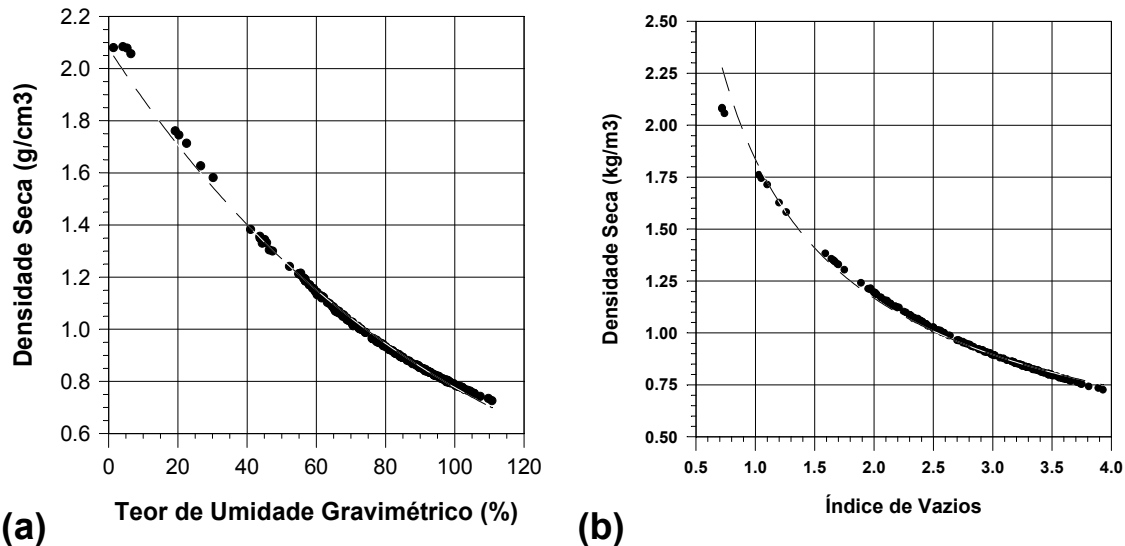 2.2
2.0
1.8
1.6
1.4
1.2
1.0
0.8
0.6
0 20 40 60 80 100 120
Densidade Seca (g/cm3)
Teor de Umidade Gravimétrico (%)
(a)
2.50
2.25
2.00
1.75
1.50
1.25
1.00
0.75
0.50
0.5 1.0 1.5 2.0 2.5 3.0 3.5 4.0
Densidade Seca (kg/m3)
Índice de Vazios
(b)